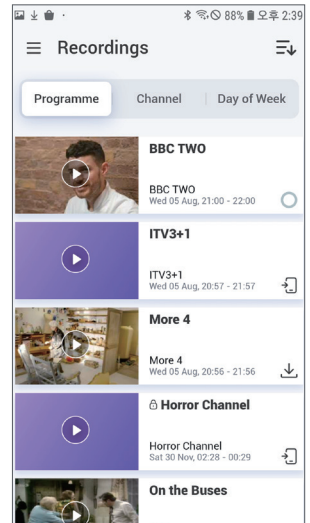 88% 오후 2:39
Recordings
Programme Channel Day of Week
BBC TWO
BBC TWO
Wed 05 Aug, 21:00 - 22:00
ITV3+1
ITV3+1
Wed 05 Aug, 20:57 - 21:57
More 4
More 4
Wed 05 Aug, 20:56 - 21:56
Horror Channel
Horror Channel
Sat 30 Nov, 02:28 - 00:29
On the Buses